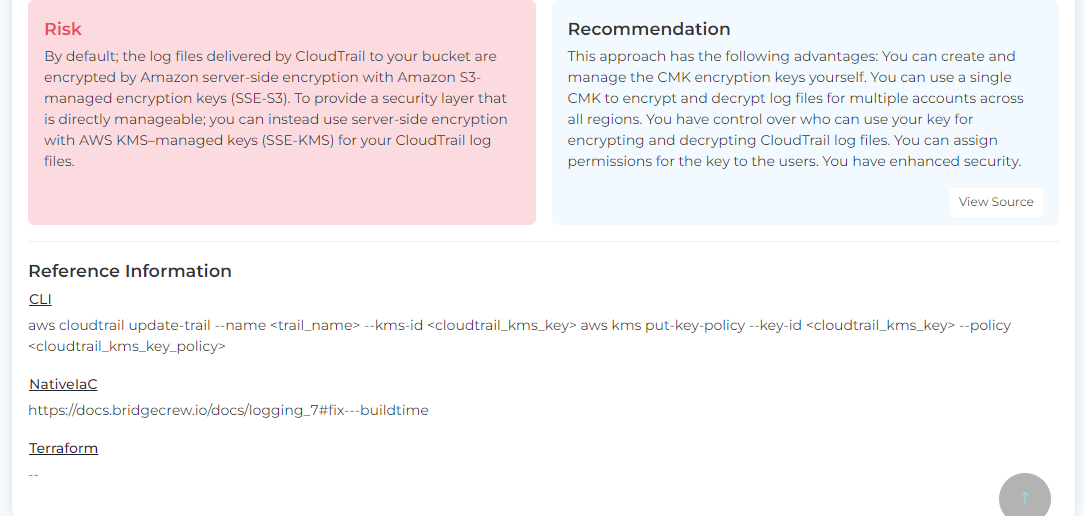 Risk
By default; the log files delivered by CloudTrail to your bucket are
encrypted by Amazon server-side encryption with Amazon S3-
managed encryption keys (SSE-S3). To provide a security layer that
is directly manageable; you can instead use server-side encryption
with AWS KMS–managed keys (SSE-KMS) for your CloudTrail log
files.
Recommendation
This approach has the following advantages: You can create and
manage the CMK encryption keys yourself. You can use a single
CMK to encrypt and decrypt log files for multiple accounts across
all regions. You have control over who can use your key for
encrypting and decrypting CloudTrail log files. You can assign
permissions for the key to the users. You have enhanced security.
View Source
Reference Information
CLI
aws cloudtrail update-trail --name <trail_name> --kms-id <cloudtrail_kms_key> aws kms put-key-policy --key-id <cloudtrail_kms_key> --policy
<cloudtrail_kms_key_policy>
NativeIaC
https://docs.bridgecrew.io/docs/logging_7#fix---buildtime
Terraform
--